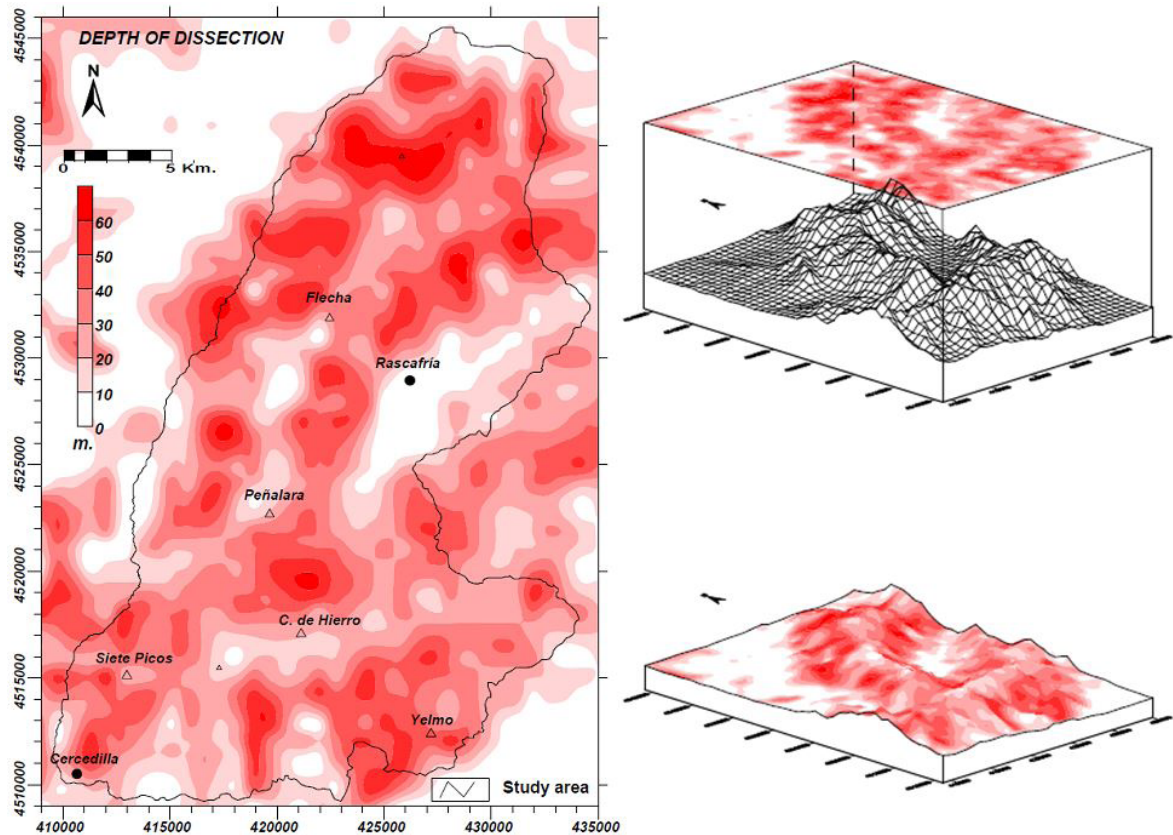 DEPTH OF DISSECTION
N
0 5 Km.
60
50
40
30
20
10
0
m.
Flecha
Rascafría
Peñalara
C. de Hierro
Siete Picos
Yelmo
Cercedilla
Study area
4545000
4540000
4535000
4530000
4525000
4520000
4515000
4510000
410000 415000 420000 425000 430000 435000